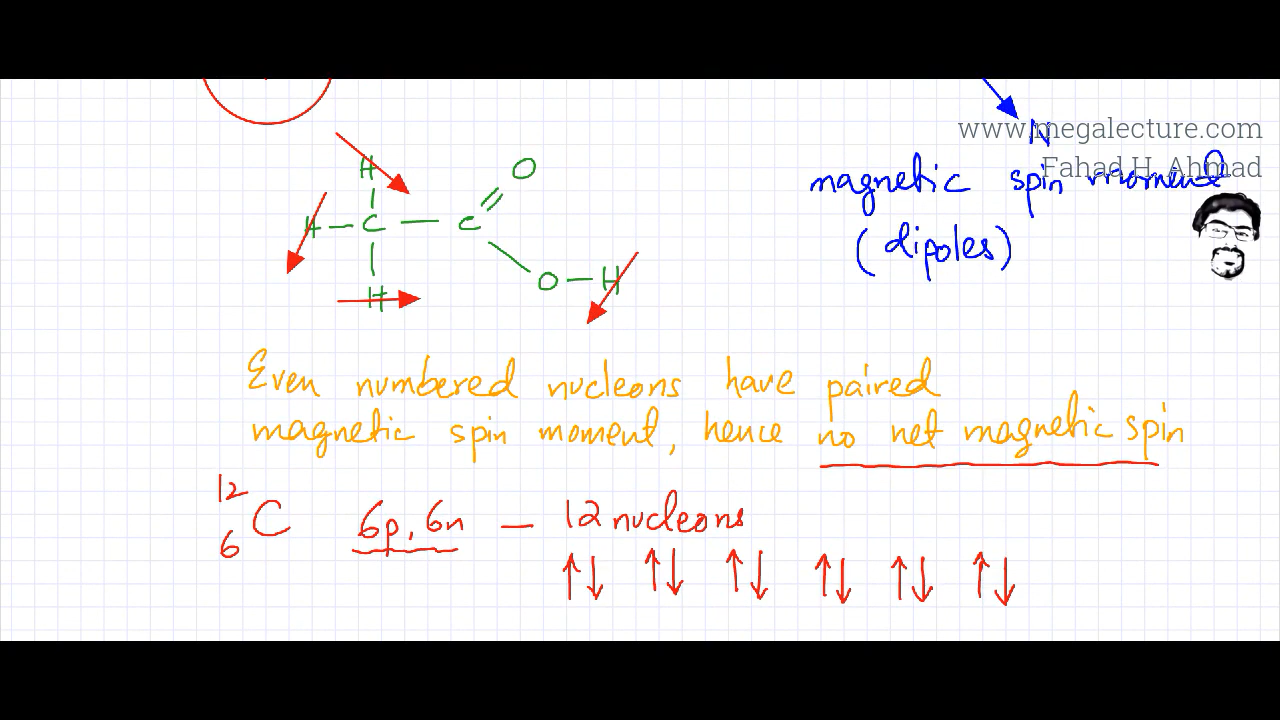 N
www.megalecture.com
Fahad H. Ahmad
magnetic spin moment
(dipoles)
H O
H — C — C
H O — H
Even numbered nucleons have paired
magnetic spin moment, hence no net magnetic spin
12
6 C 6p, 6n — 12 nucleons
↑↓ ↑↓ ↑↓ ↑↓ ↑↓ ↑↓